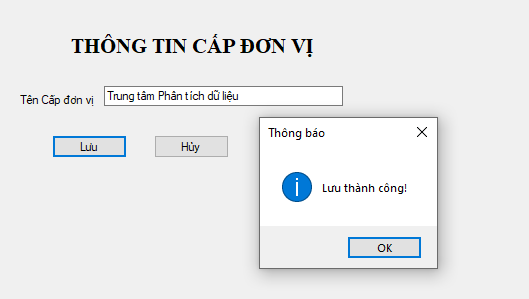 THÔNG TIN CẤP ĐƠN VỊ
Tên Cấp đơn vị
Trung tâm Phân tích dữ liệu
Lưu
Hủy
Thông báo
Lưu thành công!
OK